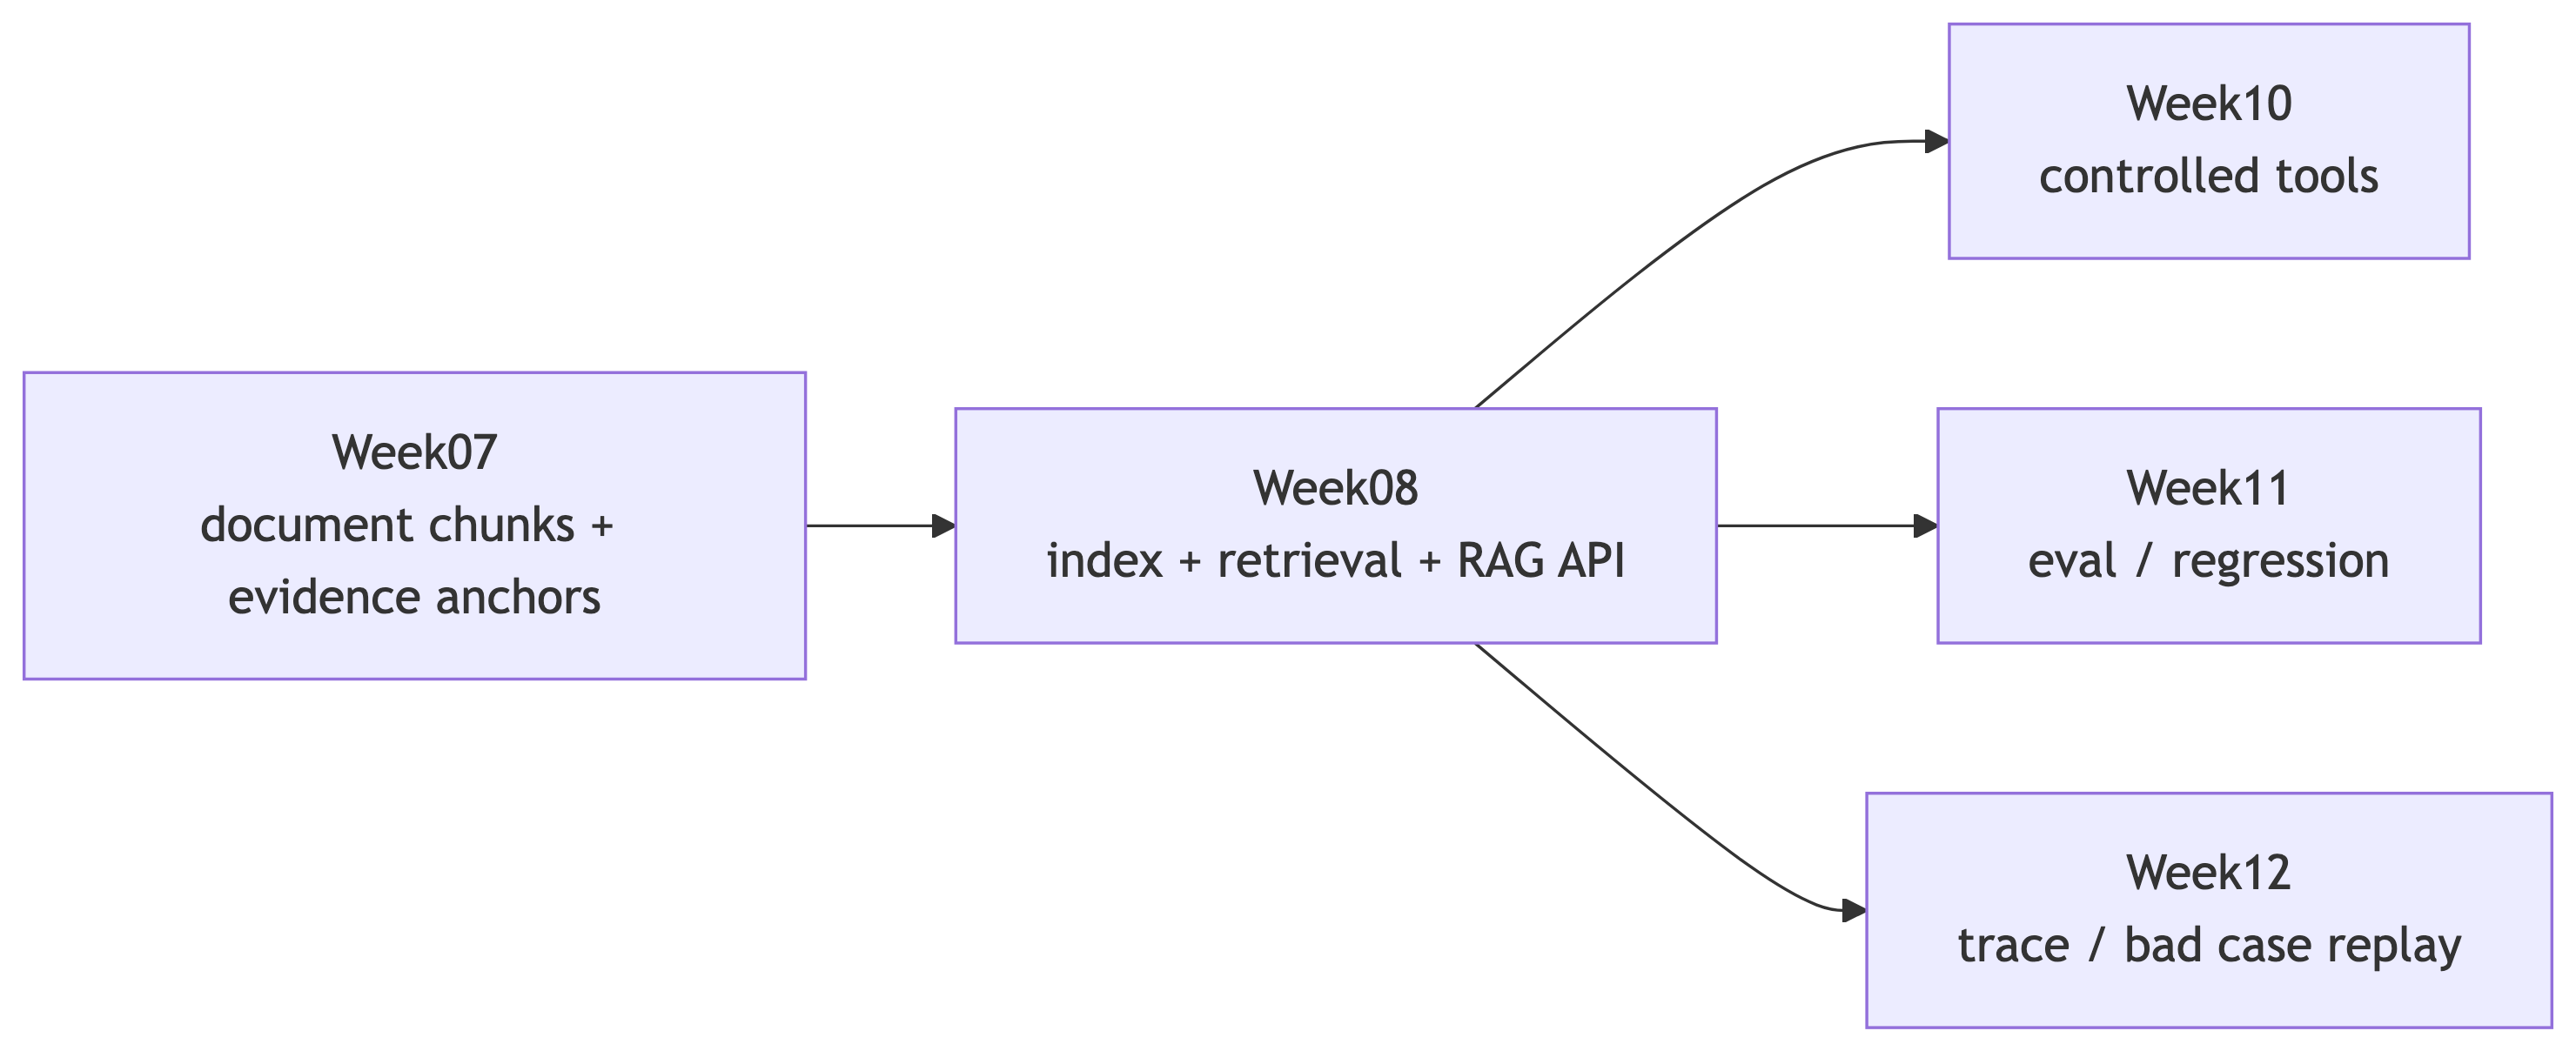 Week07
document chunks +
evidence anchors
Week08
index + retrieval + RAG API
Week10
controlled tools
Week11
eval / regression
Week12
trace / bad case replay